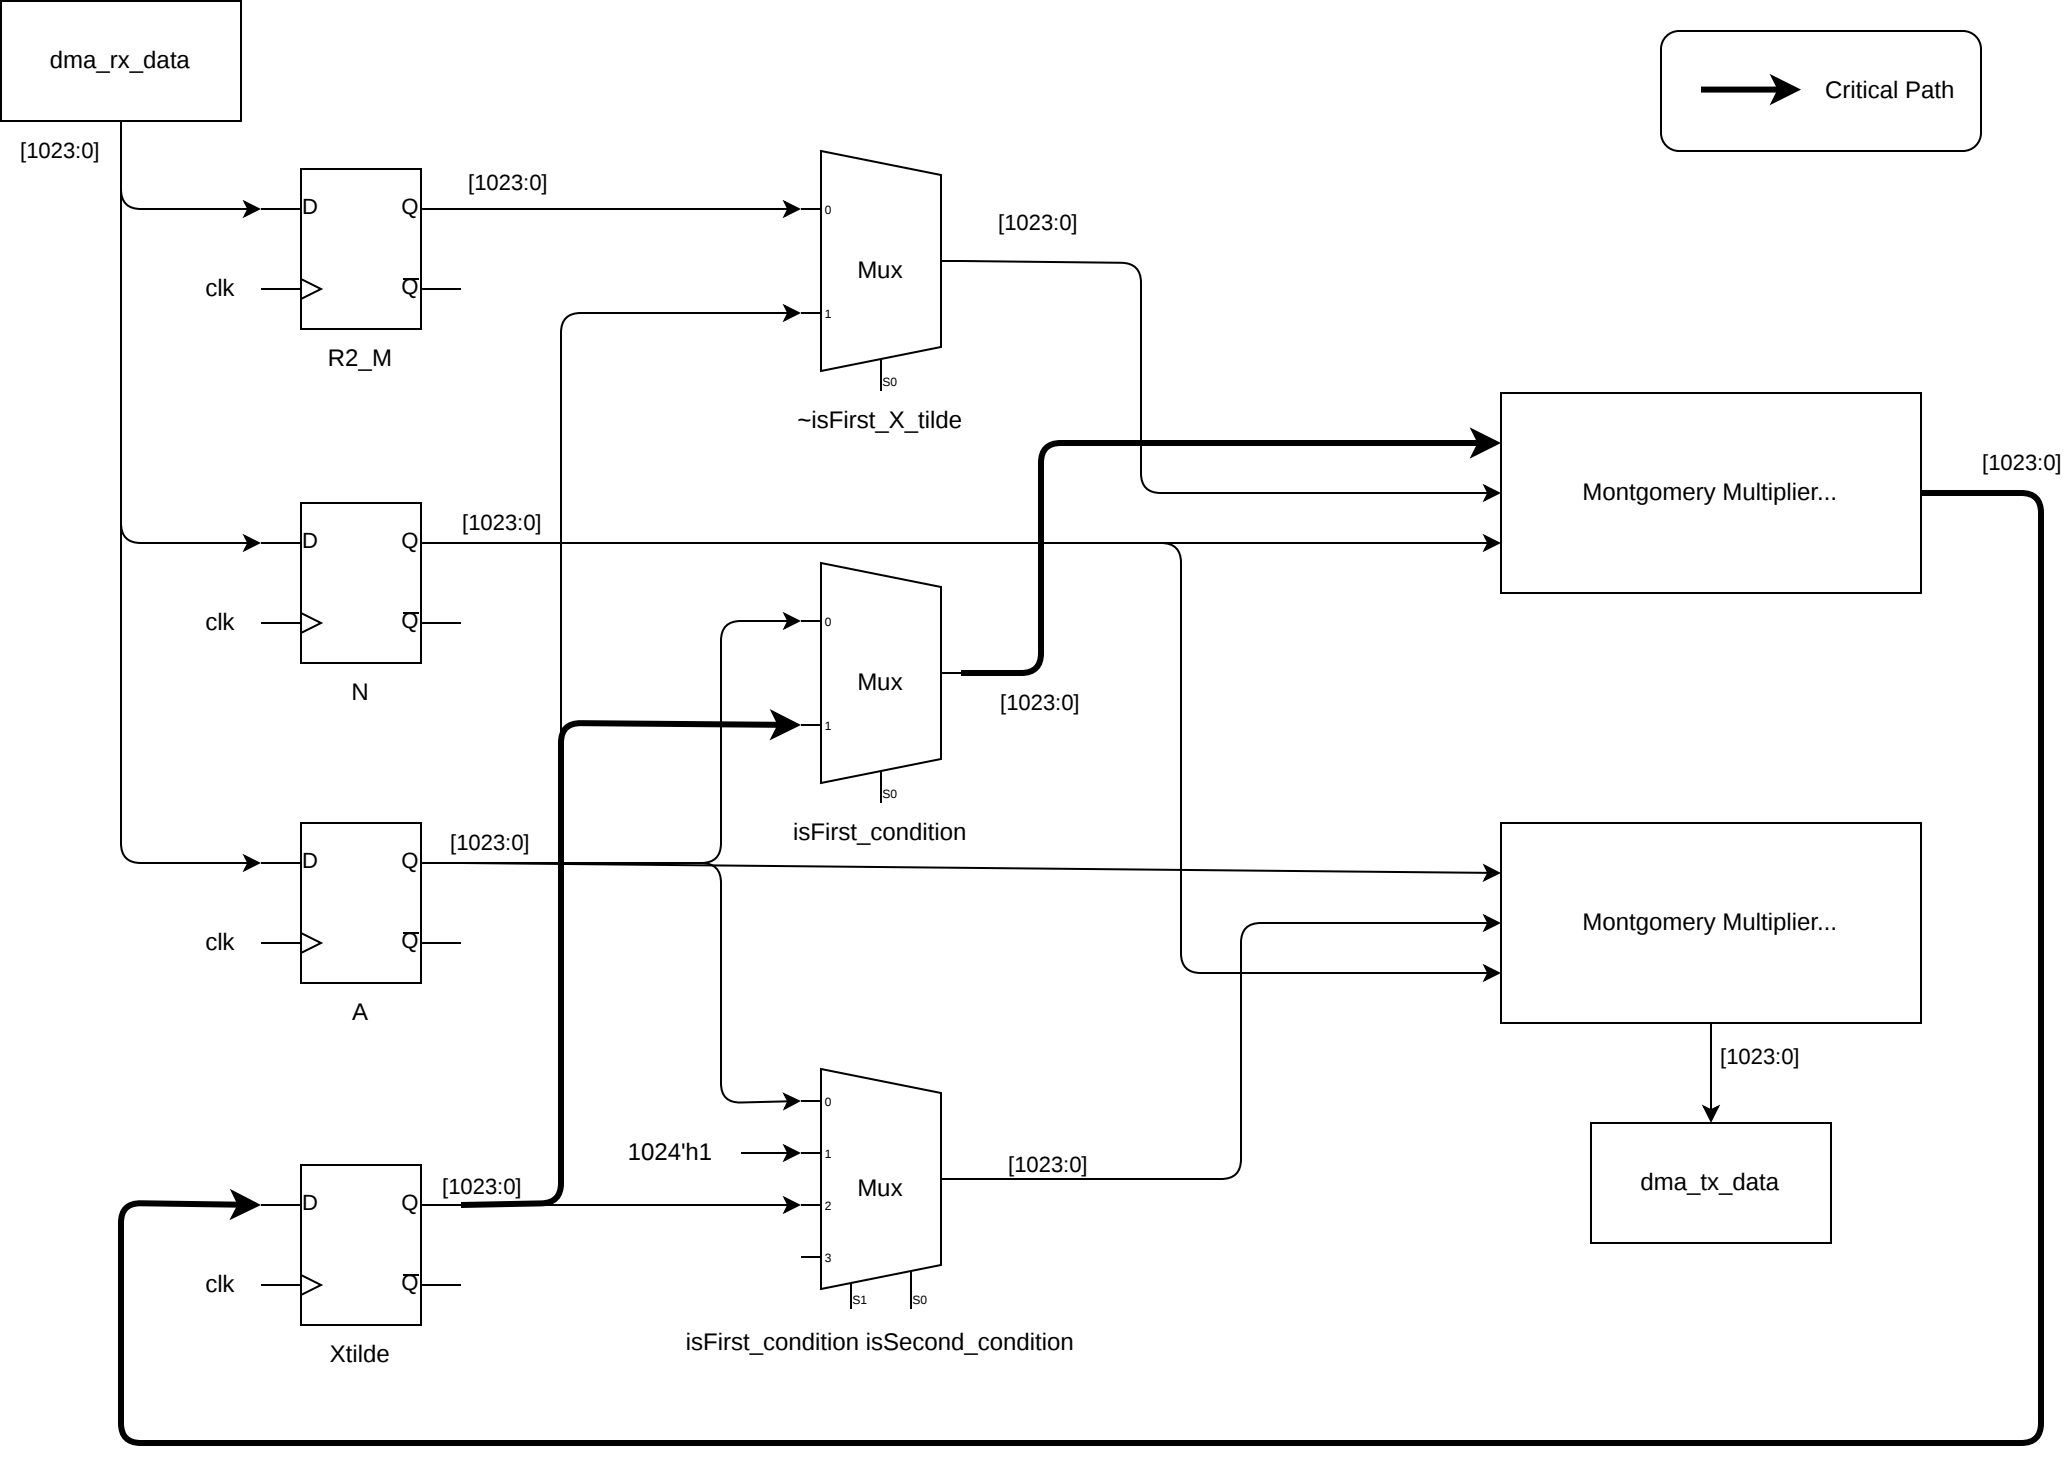 dma_rx_data
Critical Path
[1023:0]
[1023:0]
D
Q
0
[1023:0]
Mux
clk
Q
1
R2_M
S0
~isFirst_X_tilde
[1023:0]
Montgomery Multiplier...
[1023:0]
D
Q
clk
Q
0
N
Mux
[1023:0]
1
S0
isFirst_condition
[1023:0]
D
Q
Montgomery Multiplier...
clk
Q
A
[1023:0]
0
1024'h1
1
[1023:0]
Mux
dma_tx_data
[1023:0]
D
Q
2
3
clk
Q
S1
S0
isFirst_condition isSecond_condition
Xtilde